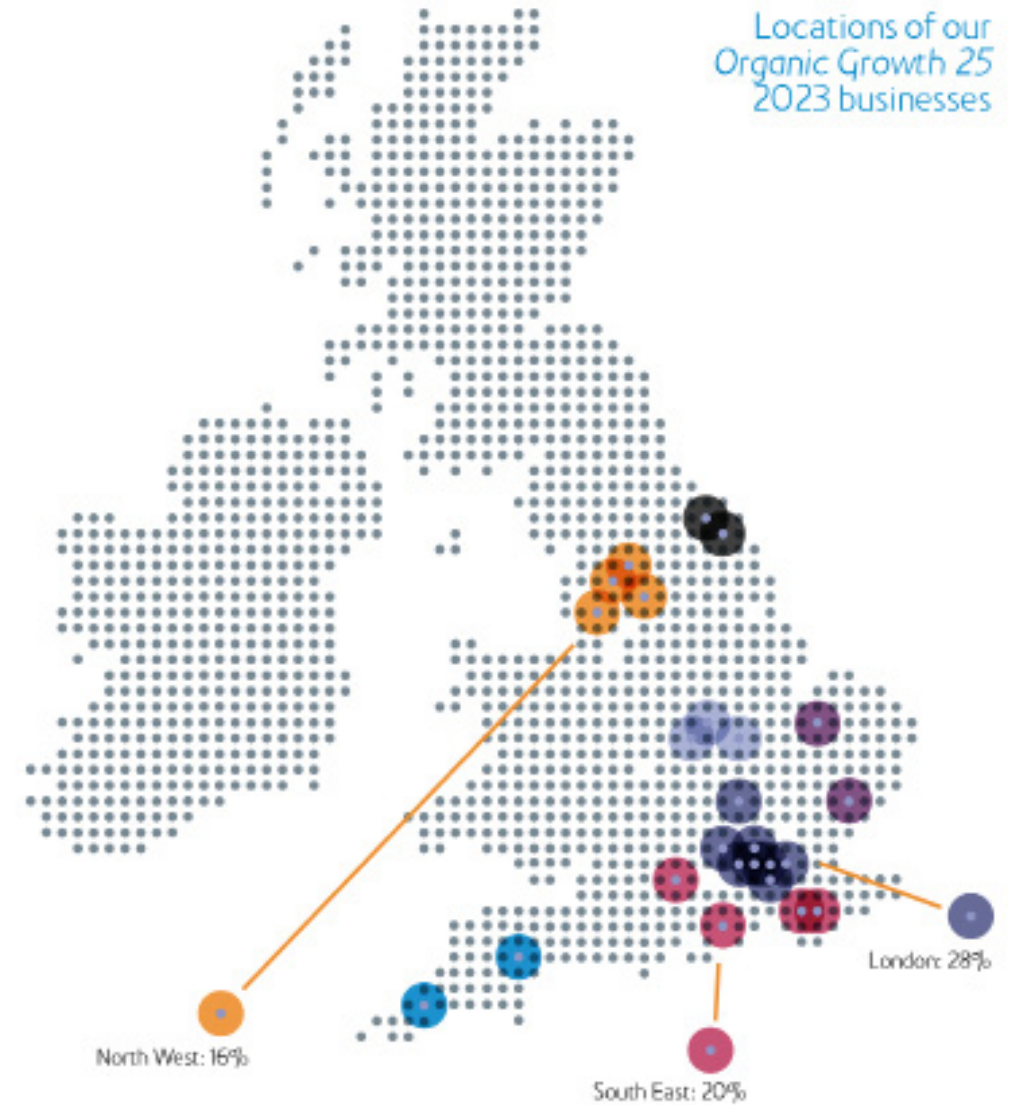 Locations of our
Organic Growth 25
2023 businesses
London: 28%
North West: 16%
South East: 20%